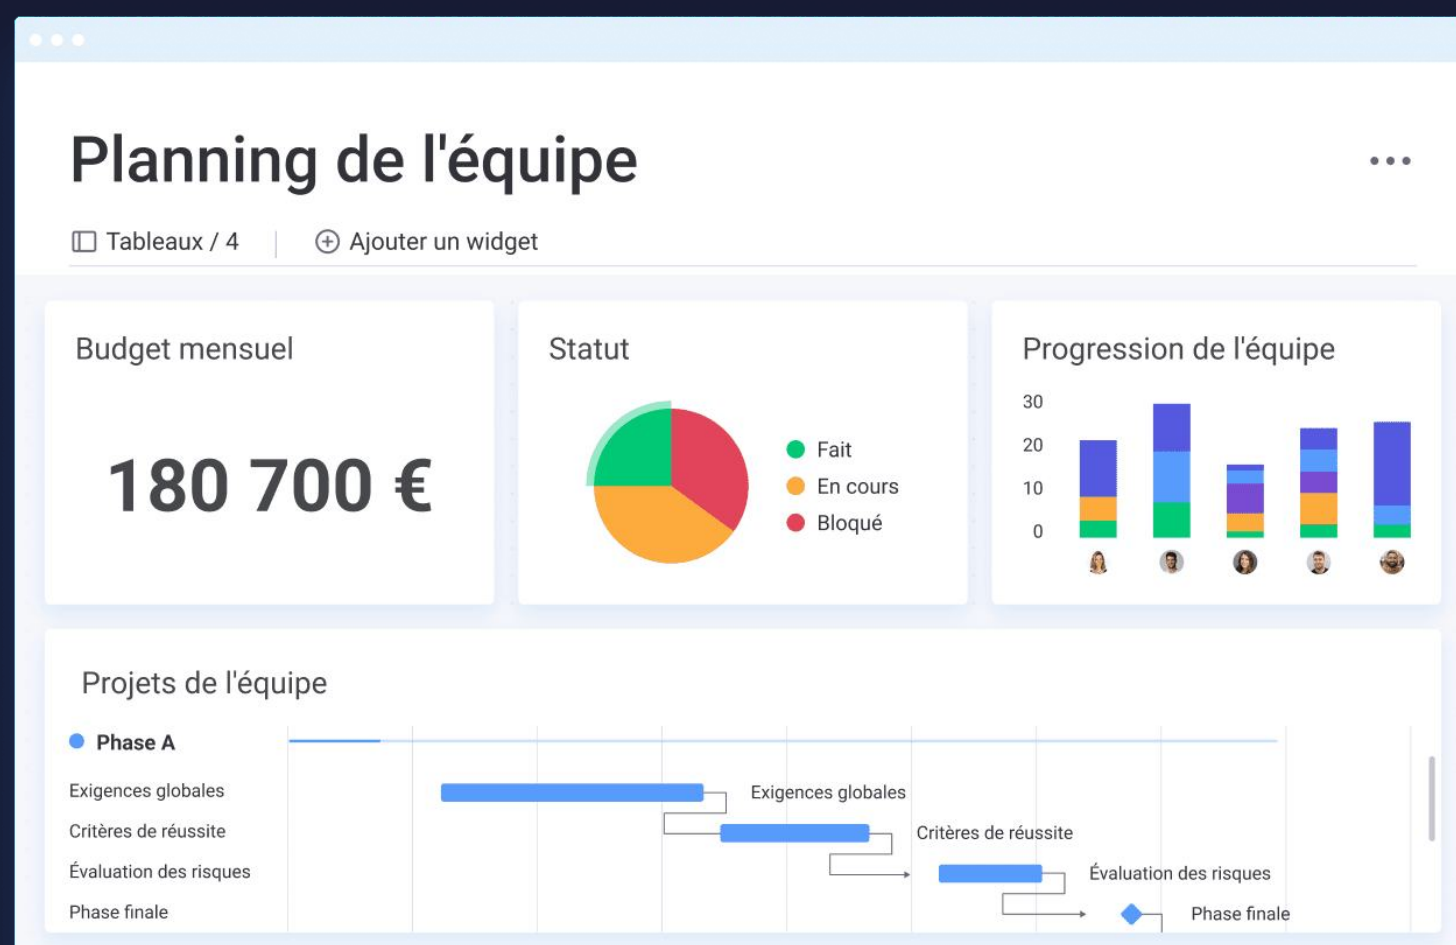 Planning de l'équipe
Tableaux / 4
Ajouter un widget
Budget mensuel
180 700 €
Statut
Fait
En cours
Bloqué
Progression de l'équipe
30
20
10
0
Projets de l'équipe
Phase A
Exigences globales
Exigences globales
Critères de réussite
Critères de réussite
Évaluation des risques
Évaluation des risques
Phase finale
Phase finale